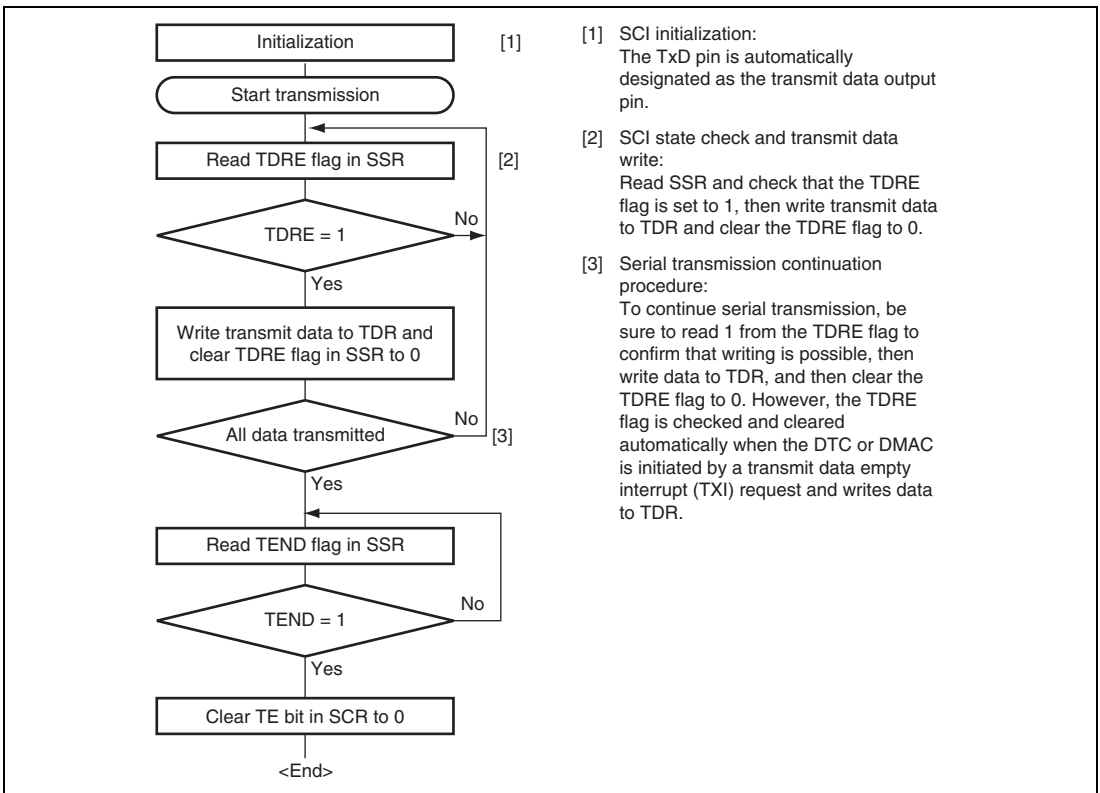 Initialization [1]
Start transmission
Read TDRE flag in SSR [2]
No
TDRE = 1
Yes
Write transmit data to TDR and
clear TDRE flag in SSR to 0
No
All data transmitted [3]
Yes
Read TEND flag in SSR
No
TEND = 1
Yes
Clear TE bit in SCR to 0
<End>
[1] SCI initialization:
The TxD pin is automatically
designated as the transmit data output
pin.
[2] SCI state check and transmit data
write:
Read SSR and check that the TDRE
flag is set to 1, then write transmit data
to TDR and clear the TDRE flag to 0.
[3] Serial transmission continuation
procedure:
To continue serial transmission, be
sure to read 1 from the TDRE flag to
confirm that writing is possible, then
write data to TDR, and then clear the
TDRE flag to 0. However, the TDRE
flag is checked and cleared
automatically when the DTC or DMAC
is initiated by a transmit data empty
interrupt (TXI) request and writes data
to TDR.